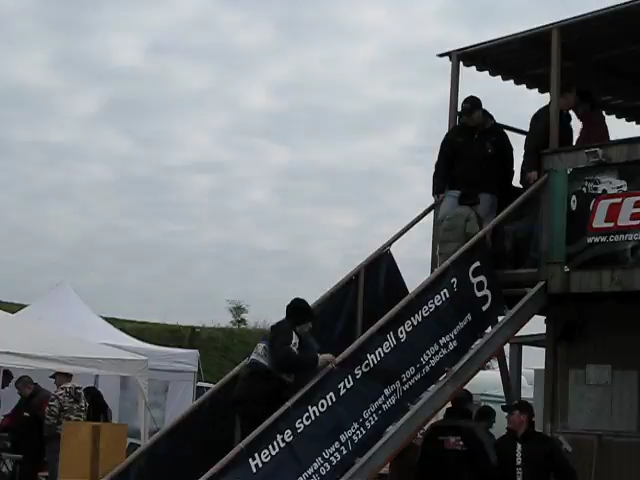 Heute schon zu schnell gewesen ? §
anwalt Uwe Block - Grüner Ring 20D - 16306 Meyenburg
03 33 2 / 521 521 - http://www.ra-block.de
CE
www.cenrac